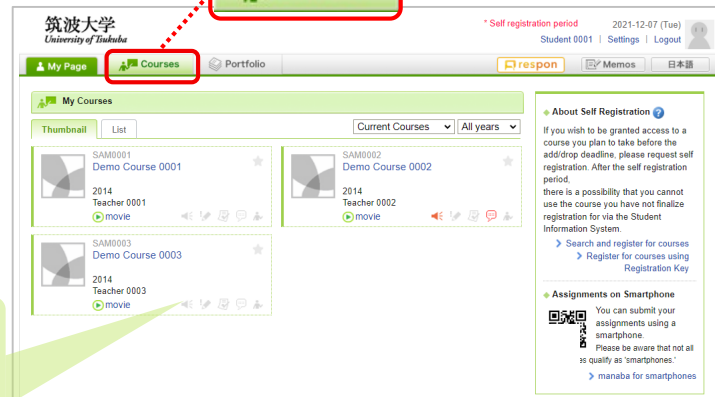 筑波大学
University of Tsukuba
* Self registration period
2021-12-07 (Tue)
Student 0001 | Settings | Logout
My Page
Courses
Portfolio
respon
Memos
日本語
My Courses
Thumbnail
List
Current Courses
All years
SAM0001
Demo Course 0001
2014
Teacher 0001
movie
SAM0002
Demo Course 0002
2014
Teacher 0002
movie
SAM0003
Demo Course 0003
2014
Teacher 0003
movie
About Self Registration ?
If you wish to be granted access to a
course you plan to take before the
add/drop deadline, please request self
registration. After the self registration
period,
there is a possibility that you cannot
use the course you have not finalize
registration for via the Student
Information System.
Search and register for courses
Register for courses using
Registration Key
Assignments on Smartphone
You can submit your
assignments using a
smartphone.
Please be aware that not all
es qualify as 'smartphones.'
manaba for smartphones